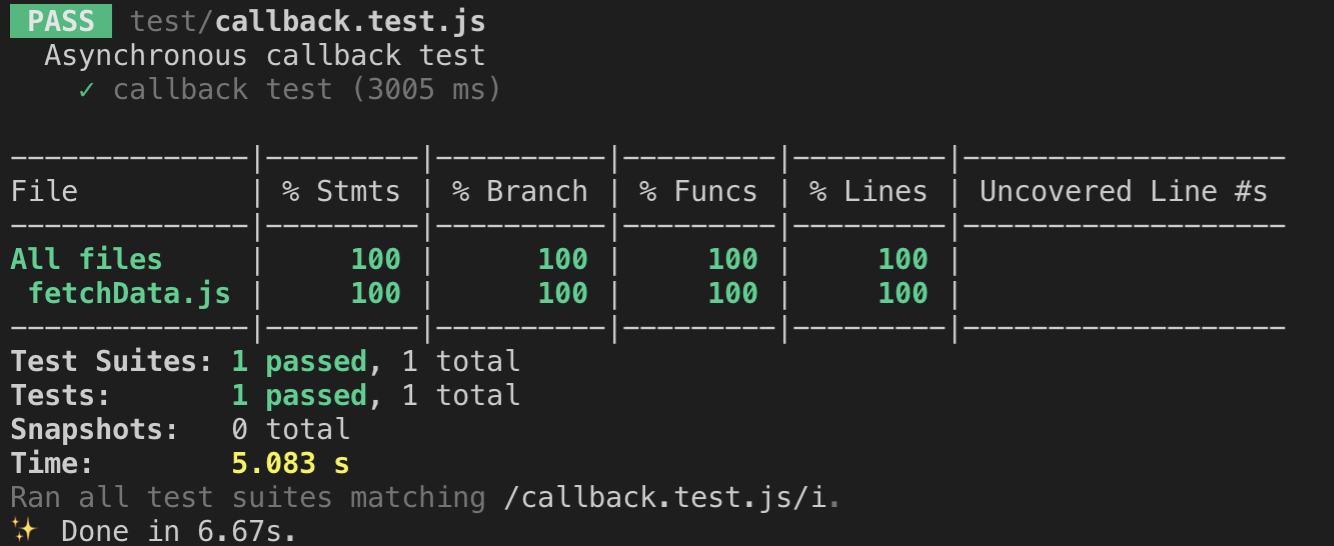 PASS test/callback.test.js
  Asynchronous callback test
    ✓ callback test (3005 ms)
--------------|---------|----------|---------|---------|-------------------
File          | % Stmts | % Branch | % Funcs | % Lines | Uncovered Line #s
--------------|---------|----------|---------|---------|-------------------
All files     |     100 |      100 |     100 |     100 |
 fetchData.js |     100 |      100 |     100 |     100 |
--------------|---------|----------|---------|---------|-------------------
Test Suites: 1 passed, 1 total
Tests:       1 passed, 1 total
Snapshots:   0 total
Time:        5.083 s
Ran all test suites matching /callback.test.js/i.
✨ Done in 6.67s.